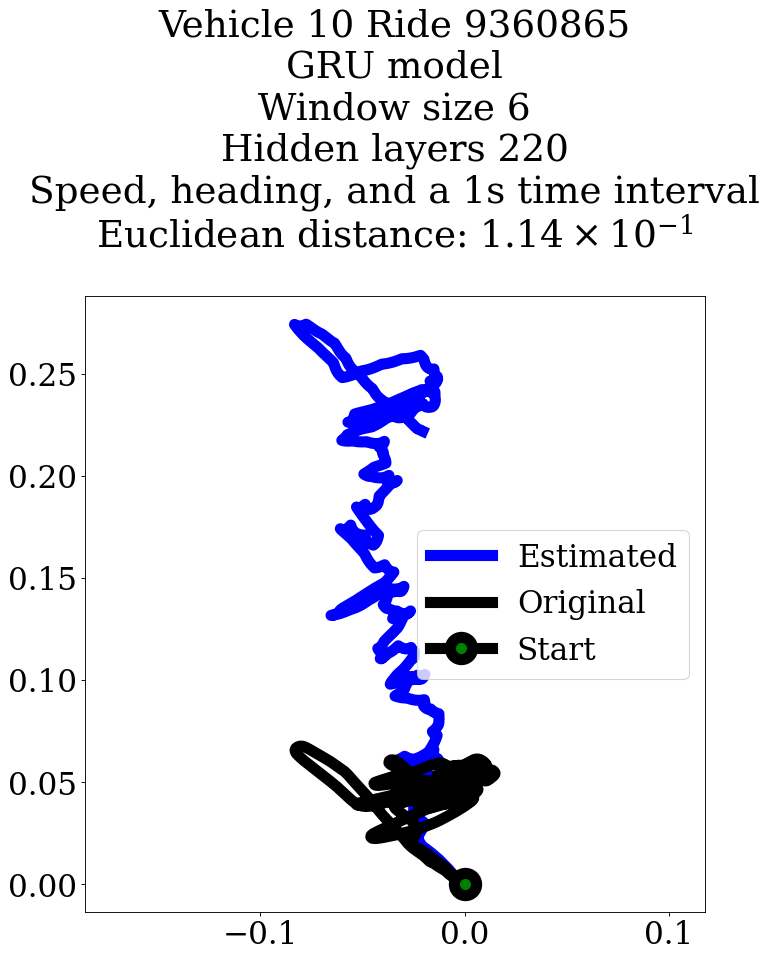 Vehicle 10 Ride 9360865
GRU model
Window size 6
Hidden layers 220
Speed, heading, and a 1s time interval
Euclidean distance: 1.14 × 10⁻¹
0.25
0.20
0.15
0.10
0.05
0.00
Estimated
Original
Start
−0.1
0.0
0.1